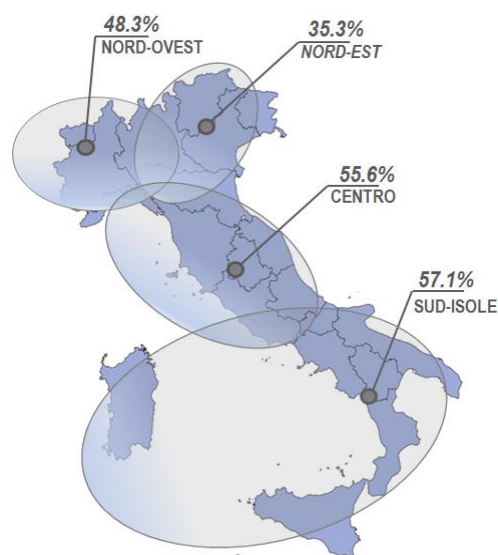 48.3%
NORD-OVEST
35.3%
NORD-EST
55.6%
CENTRO
57.1%
SUD-ISOLE